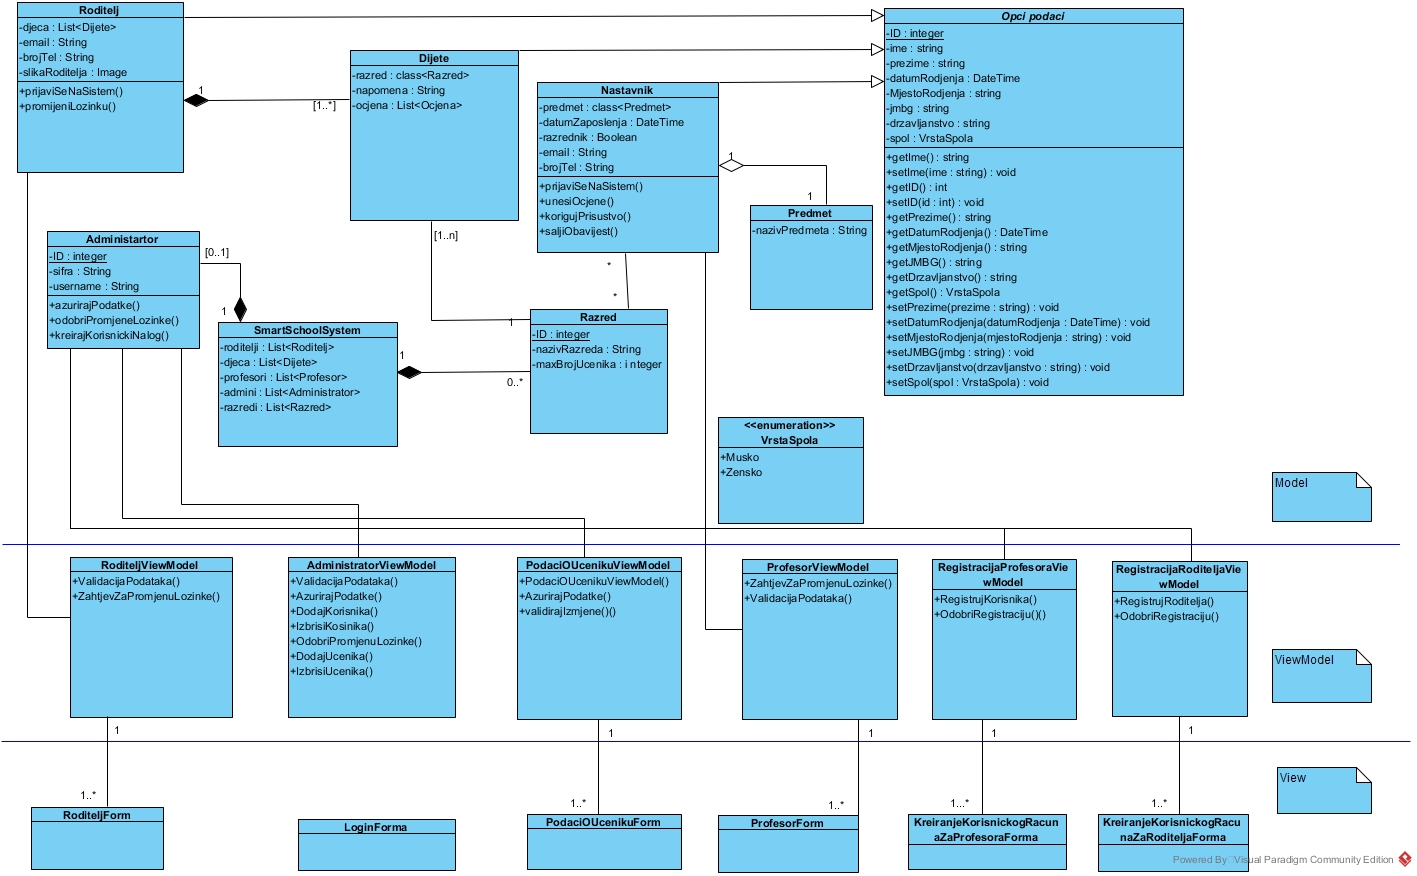 Roditelj
-djeca : List<Dijete>
-email : String
-brojTel : String
-slikaRoditelja : Image
+prijaviSeNaSistem()
+promijeniLozinku()
1
[1..*]
Dijete
-razred : class<Razred>
-napomena : String
-ocjena : List<Ocjena>
[1..n]
1
Nastavnik
-predmet : class<Predmet>
-datumZaposlenja : DateTime
-razrednik : Boolean
-email : String
-brojTel : String
+prijaviSeNaSistem()
+unesiOcjene()
+korigujPrisustvo()
+saljiObavijest()
1
1
*
*
Predmet
-nazivPredmeta : String
Opci podaci
-ID : integer
-ime : string
-prezime : string
-datumRodjenja : DateTime
-MjestoRodjenja : string
-jmbg : string
-drzavljanstvo : string
-spol : VrstaSpola
+getIme() : string
+setIme(ime : string) : void
+getID() : int
+setID(id : int) : void
+getPrezime() : string
+getDatumRodjenja() : DateTime
+getMjestoRodjenja() : string
+getJMBG() : string
+getDrzavljanstvo() : string
+getSpol() : VrstaSpola
+setPrezime(prezime : string) : void
+setDatumRodjenja(datumRodjenja : DateTime) : void
+setMjestoRodjenja(mjestoRodjenja : string) : void
+setJMBG(jmbg : string) : void
+setDrzavljanstvo(drzavljanstvo : string) : void
+setSpol(spol : VrstaSpola) : void
Administartor
-ID : integer
-sifra : String
-username : String
+azurirajPodatke()
+odobriPromjeneLozinke()
+kreirajKorisnickiNalog()
[0..1]
1
SmartSchoolSystem
-roditelji : List<Roditelj>
-djeca : List<Dijete>
-profesori : List<Profesor>
-admini : List<Administrator>
-razredi : List<Razred>
1
0..*
Razred
-ID : integer
-nazivRazreda : String
-maxBrojUcenika : integer
<<enumeration>>
VrstaSpola
+Musko
+Zensko
Model
RoditeljViewModel
+ValidacijaPodataka()
+ZahtjevZaPromjenuLozinke()
AdministratorViewModel
+ValidacijaPodataka()
+AzurirajPodatke()
+DodajKorisnika()
+IzbrisiKosinika()
+OdobriPromjenuLozinke()
+DodajUcenika()
+IzbrisiUcenika()
PodaciOUcenikuViewModel
+PodaciOUcenikuViewModel()
+AzurirajPodatke()
+validirajIzmjene()()
ProfesorViewModel
+ZahtjevZaPromjenuLozinke()
+ValidacijaPodataka()
RegistracijaProfesoraVie
wModel
+RegistrujKorisnika()
+OdobriRegistraciju()()
RegistracijaRoditeljaVie
wModel
+RegistrujRoditelja()
+OdobriRegistraciju()
ViewModel
1
1
1
1
1
1..*
1..*
1..*
1...*
1..*
View
RoditeljForm
LoginForma
PodaciOUcenikuForm
ProfesorForm
KreiranjeKorisnickogRacun
aZaProfesoraForma
KreiranjeKorisnickogRacu
naZaRoditeljaForma
Powered By Visual Paradigm Community Edition